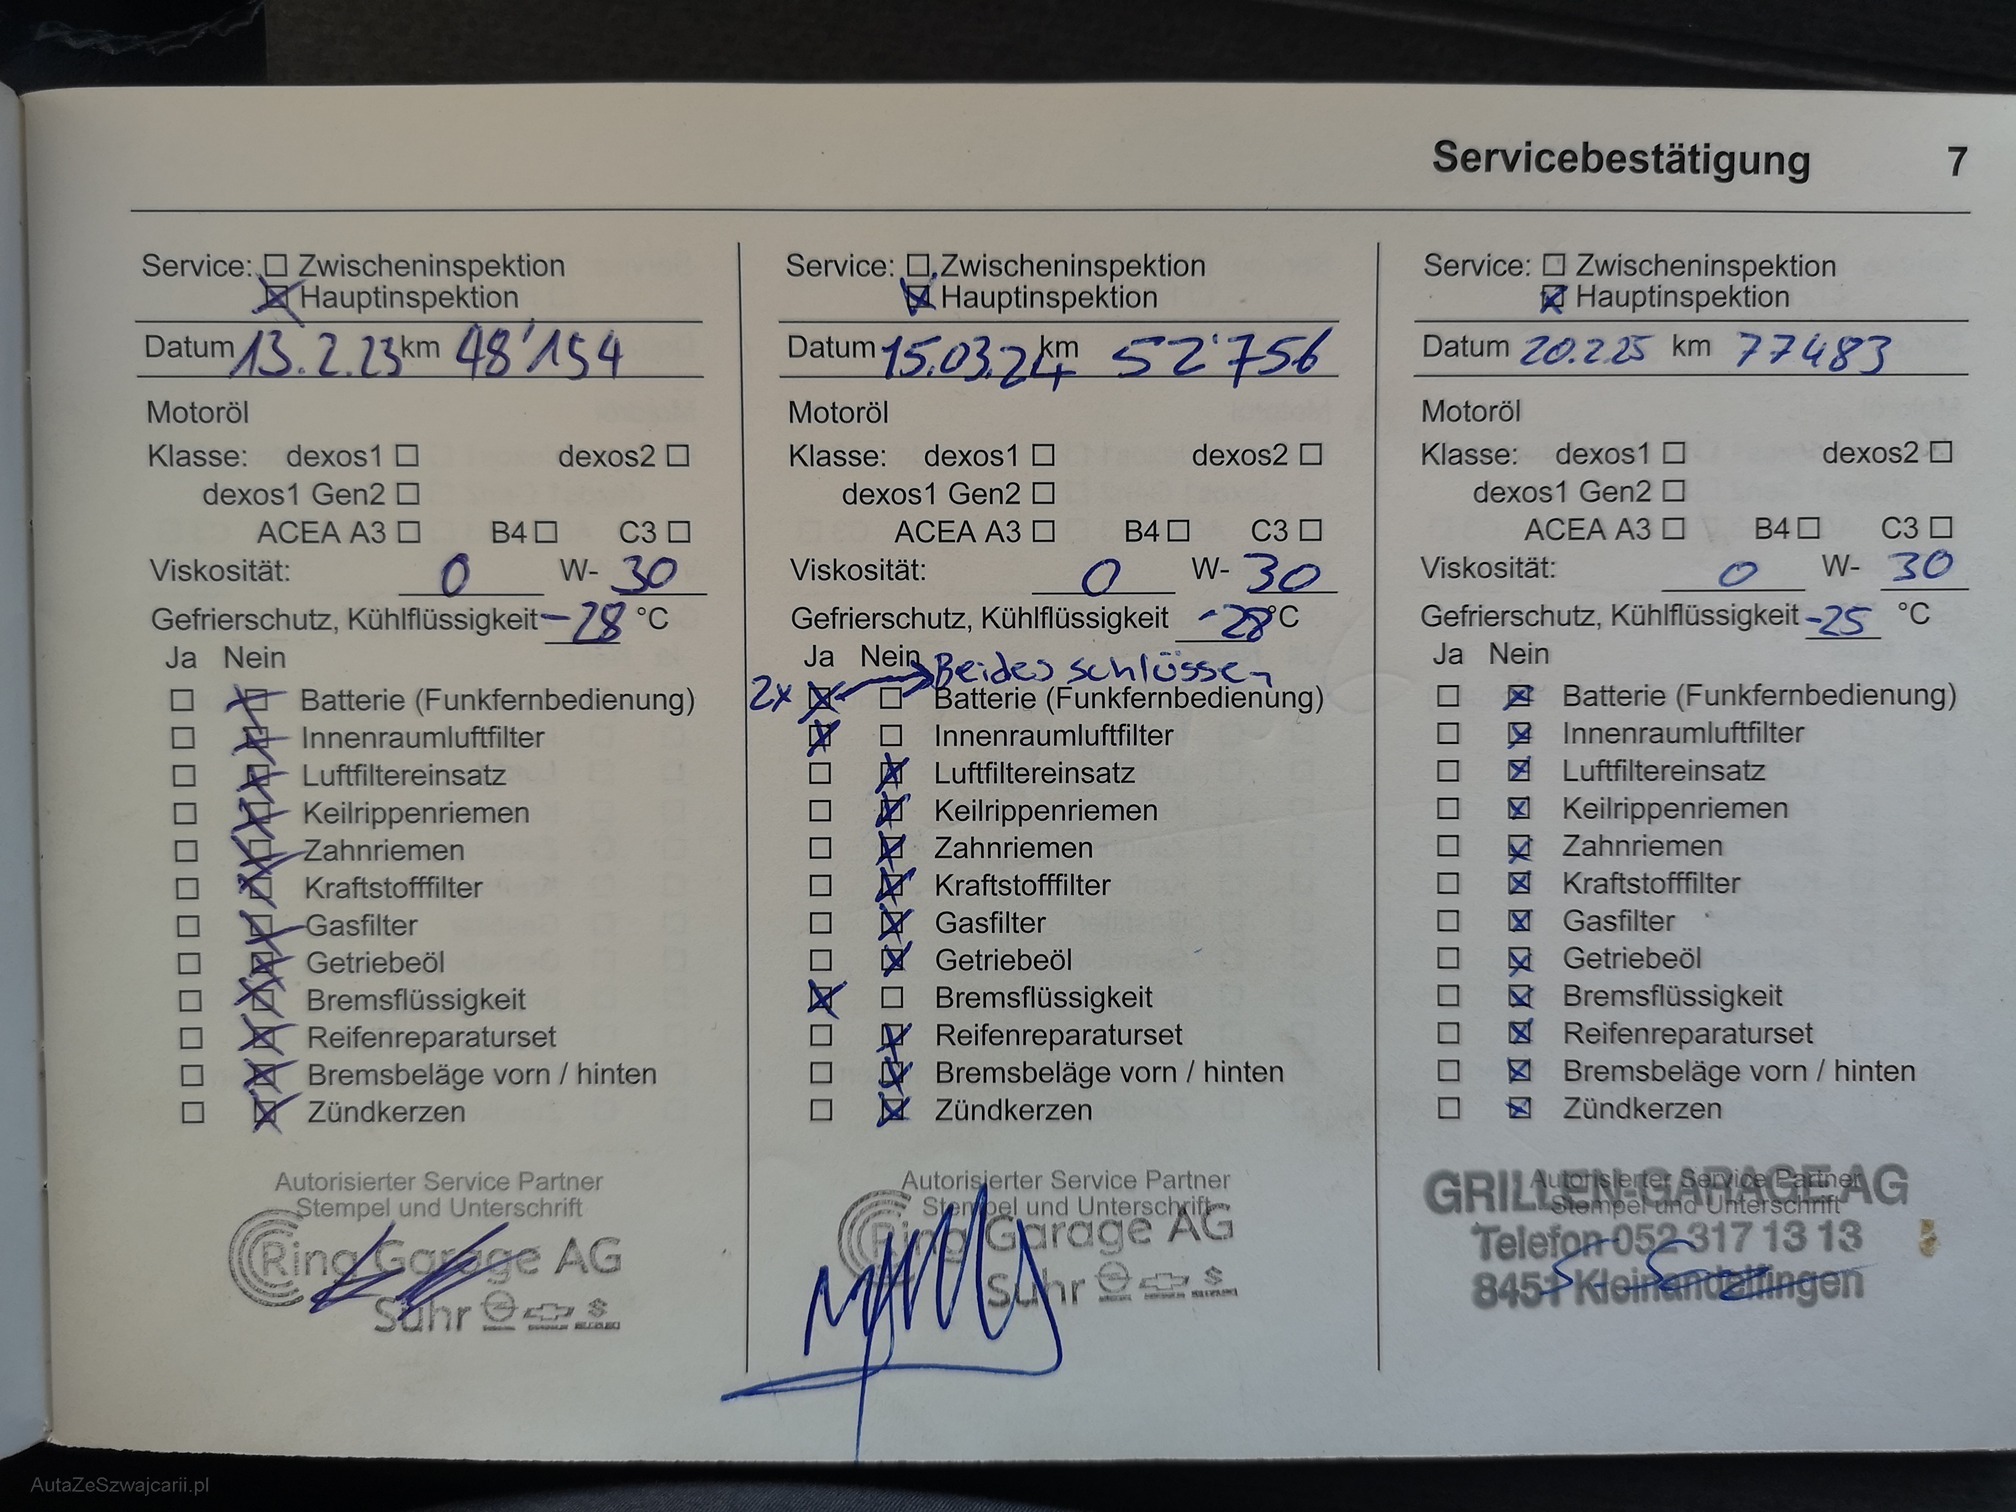 Servicebestätigung 7
Service: ☐ Zwischeninspektion
☒ Hauptinspektion
Datum 13.2.23 km 48'154
Motoröl
Klasse: dexos1 ☐ dexos2 ☐
dexos1 Gen2 ☐
ACEA A3 ☐ B4 ☐ C3 ☐
Viskosität: 0 W- 30
Gefrierschutz, Kühlflüssigkeit -28 °C
Ja Nein
☐ ☒ Batterie (Funkfernbedienung)
☐ ☒ Innenraumluftfilter
☐ ☒ Luftfiltereinsatz
☐ ☒ Keilrippenriemen
☐ ☒ Zahnriemen
☐ ☒ Kraftstofffilter
☐ ☒ Gasfilter
☐ ☒ Getriebeöl
☐ ☒ Bremsflüssigkeit
☐ ☒ Reifenreparaturset
☐ ☒ Bremsbeläge vorn / hinten
☐ ☒ Zündkerzen
Autorisierter Service Partner
Stempel und Unterschrift
Ring Garage AG
Suhr
Service: ☐ Zwischeninspektion
☒ Hauptinspektion
Datum 15.03.24 km 52'756
Motoröl
Klasse: dexos1 ☐ dexos2 ☐
dexos1 Gen2 ☐
ACEA A3 ☐ B4 ☐ C3 ☐
Viskosität: 0 W- 30
Gefrierschutz, Kühlflüssigkeit -28 °C
Ja Nein Beides schlüssel
2x ☒ ☐ Batterie (Funkfernbedienung)
☒ ☐ Innenraumluftfilter
☐ ☒ Luftfiltereinsatz
☐ ☒ Keilrippenriemen
☐ ☒ Zahnriemen
☐ ☒ Kraftstofffilter
☐ ☒ Gasfilter
☐ ☒ Getriebeöl
☒ ☐ Bremsflüssigkeit
☐ ☒ Reifenreparaturset
☐ ☒ Bremsbeläge vorn / hinten
☐ ☒ Zündkerzen
Autorisierter Service Partner
Stempel und Unterschrift
Ring Garage AG
Suhr
Service: ☐ Zwischeninspektion
☒ Hauptinspektion
Datum 20.2.25 km 77483
Motoröl
Klasse: dexos1 ☐ dexos2 ☐
dexos1 Gen2 ☐
ACEA A3 ☐ B4 ☐ C3 ☐
Viskosität: 0 W- 30
Gefrierschutz, Kühlflüssigkeit -25 °C
Ja Nein
☐ ☒ Batterie (Funkfernbedienung)
☐ ☒ Innenraumluftfilter
☐ ☒ Luftfiltereinsatz
☐ ☒ Keilrippenriemen
☐ ☒ Zahnriemen
☐ ☒ Kraftstofffilter
☐ ☒ Gasfilter
☐ ☒ Getriebeöl
☐ ☒ Bremsflüssigkeit
☐ ☒ Reifenreparaturset
☐ ☒ Bremsbeläge vorn / hinten
☐ ☒ Zündkerzen
Autorisierter Service Partner
Stempel und Unterschrift
GRILLEN-GARAGE AG
Telefon 052 317 13 13
8451 Kleinandelfingen
AutaZeSzwajcarii.pl